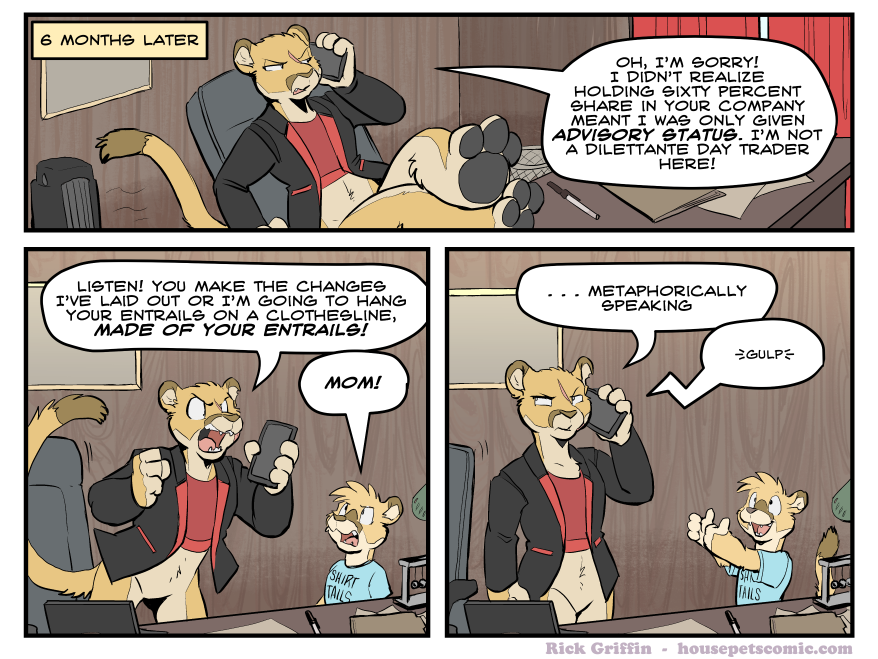 6 MONTHS LATER
OH, I'M SORRY!
I DIDN'T REALIZE
HOLDING SIXTY PERCENT
SHARE IN YOUR COMPANY
MEANT I WAS ONLY GIVEN
ADVISORY STATUS. I'M NOT
A DILETTANTE DAY TRADER
HERE!
LISTEN! YOU MAKE THE CHANGES
I'VE LAID OUT OR I'M GOING TO HANG
YOUR ENTRAILS ON A CLOTHESLINE,
MADE OF YOUR ENTRAILS!
MOM!
SHIRT
TAILS
. . . METAPHORICALLY
SPEAKING
GULP
TAILS
Rick Griffin - housepetscomic.com